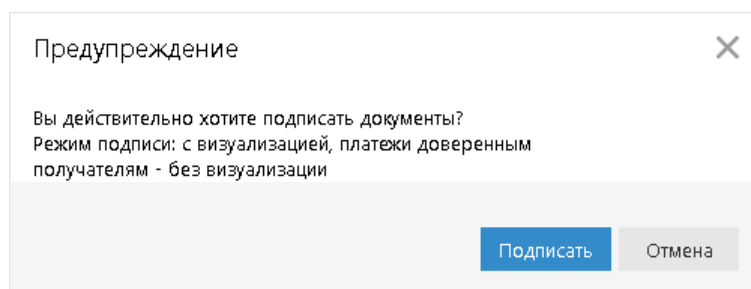 Предупреждение
Вы действительно хотите подписать документы?
Режим подписи: с визуализацией, платежи доверенным
получателям - без визуализации
Подписать Отмена